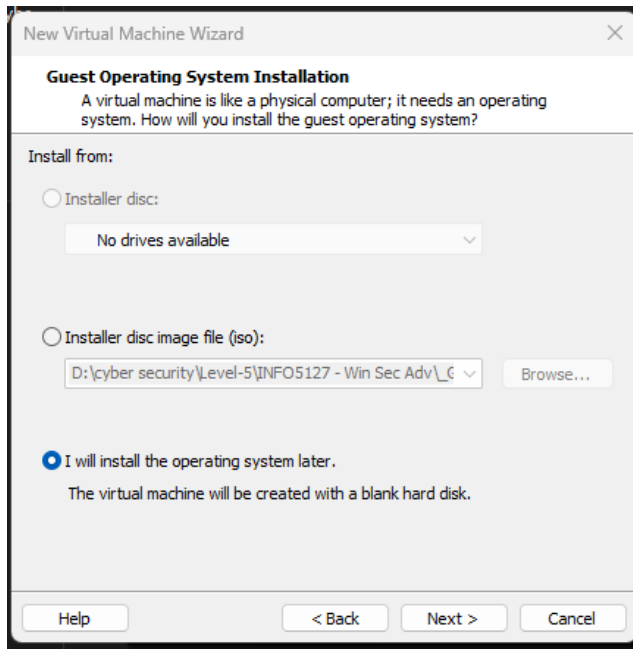 New Virtual Machine Wizard
Guest Operating System Installation
A virtual machine is like a physical computer; it needs an operating
system. How will you install the guest operating system?
Install from:
Installer disc:
No drives available
Installer disc image file (iso):
D:\cyber security\Level-5\INFO5127 - Win Sec Adv\_G
Browse...
I will install the operating system later.
The virtual machine will be created with a blank hard disk.
Help
< Back
Next >
Cancel